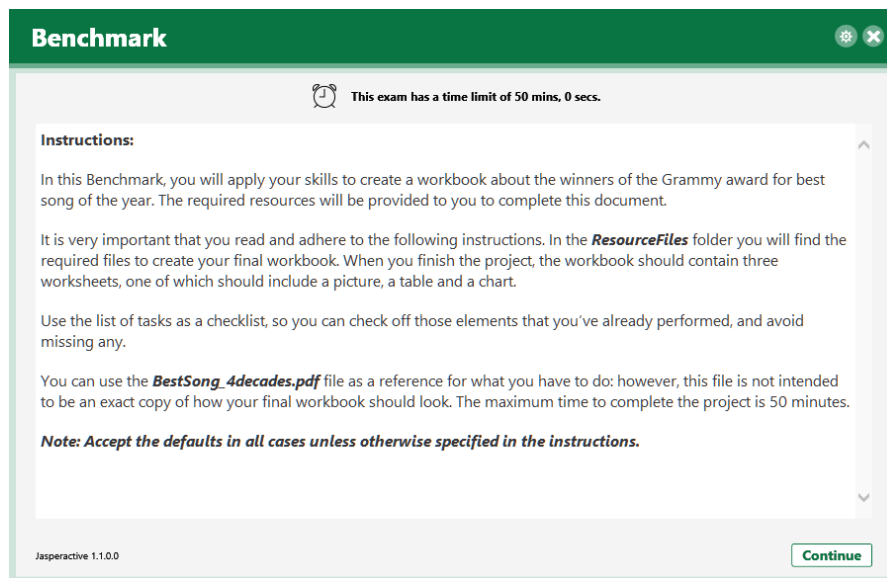 Benchmark
This exam has a time limit of 50 mins, 0 secs.
Instructions:
In this Benchmark, you will apply your skills to create a workbook about the winners of the Grammy award for best
song of the year. The required resources will be provided to you to complete this document.
It is very important that you read and adhere to the following instructions. In the ResourceFiles folder you will find the
required files to create your final workbook. When you finish the project, the workbook should contain three
worksheets, one of which should include a picture, a table and a chart.
Use the list of tasks as a checklist, so you can check off those elements that you've already performed, and avoid
missing any.
You can use the BestSong_4decades.pdf file as a reference for what you have to do: however, this file is not intended
to be an exact copy of how your final workbook should look. The maximum time to complete the project is 50 minutes.
Note: Accept the defaults in all cases unless otherwise specified in the instructions.
Jasperactive 1.1.0.0
Continue